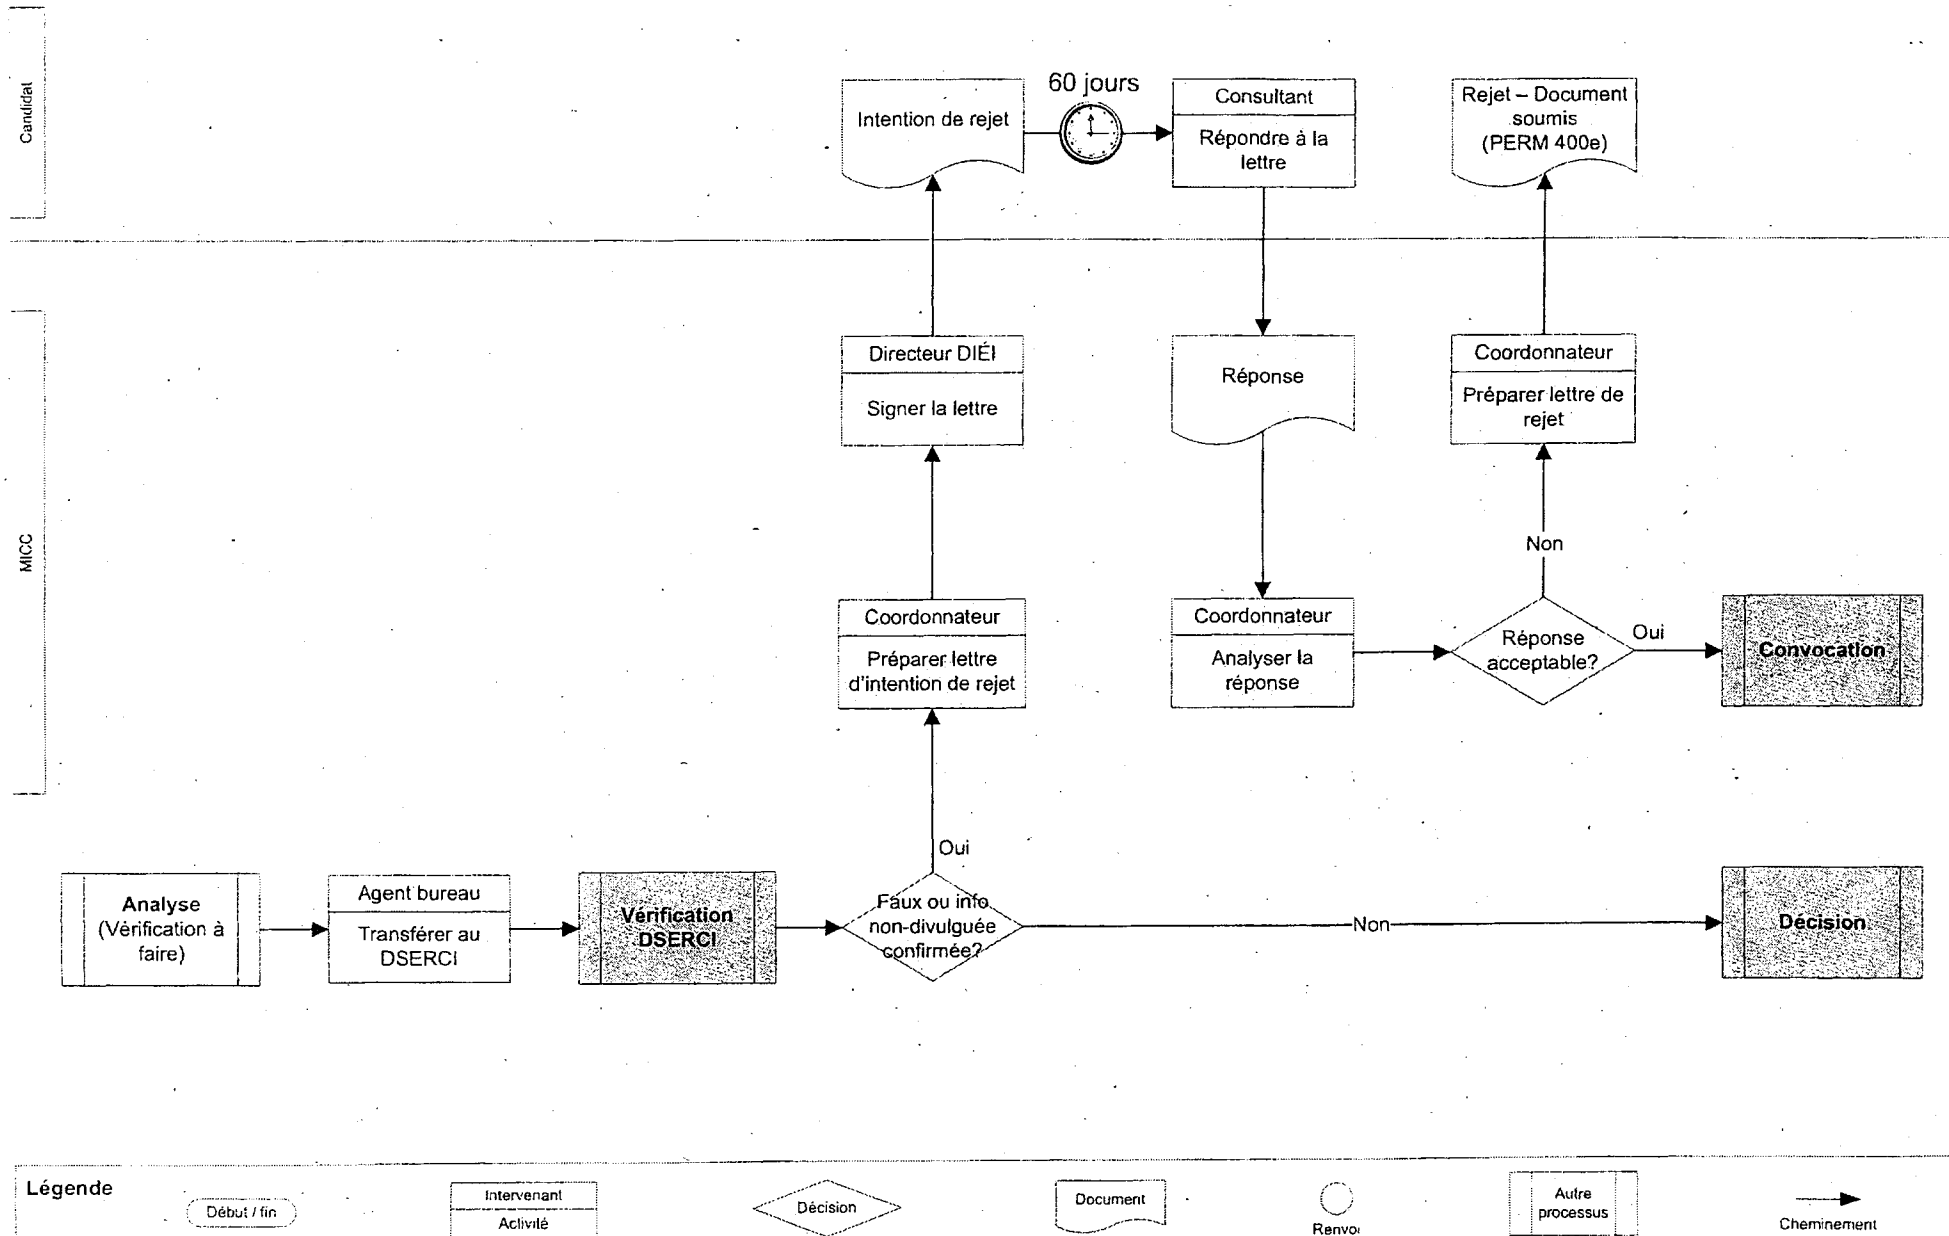 Candidat
Intention de rejet
60 jours
Consultant
Répondre à la
lettre
Rejet – Document
soumis
(PERM 400e)
MICC
Directeur DIÉI
Signer la lettre
Réponse
Coordonnateur
Préparer lettre de
rejet
Non
Coordonnateur
Préparer lettre
d'intention de rejet
Coordonnateur
Analyser la
réponse
Réponse
acceptable?
Oui
Convocation
Oui
Analyse
(Vérification à
faire)
Agent bureau
Transférer au
DSERCI
Vérification
DSERCI
Faux ou info
non-divulguée
confirmée?
Non
Décision
Légende
Début / fin
Intervenant
Activité
Décision
Document
Renvoi
Autre
processus
Cheminement